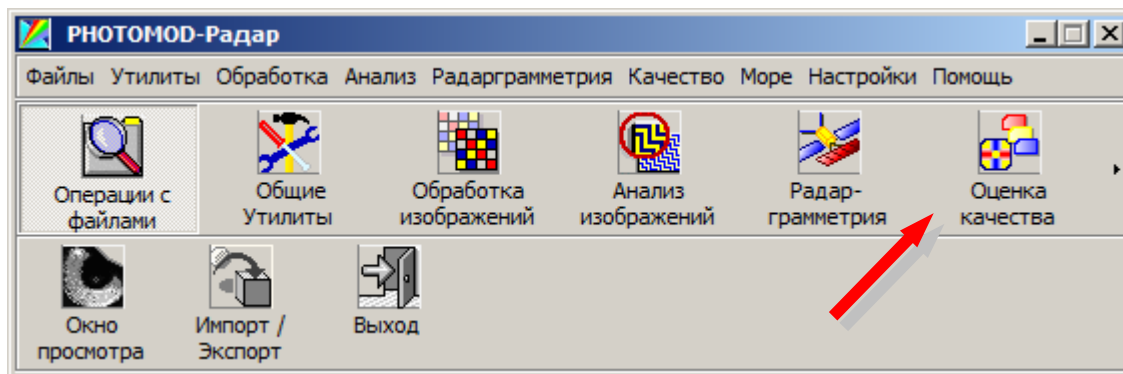 PHOTOMOD-Радар
Файлы Утилиты Обработка Анализ Радарграмметрия Качество Море Настройки Помощь
Операции с
файлами
Общие
Утилиты
Обработка
изображений
Анализ
изображений
Радар-
грамметрия
Оценка
качества
Окно
просмотра
Импорт /
Экспорт
Выход